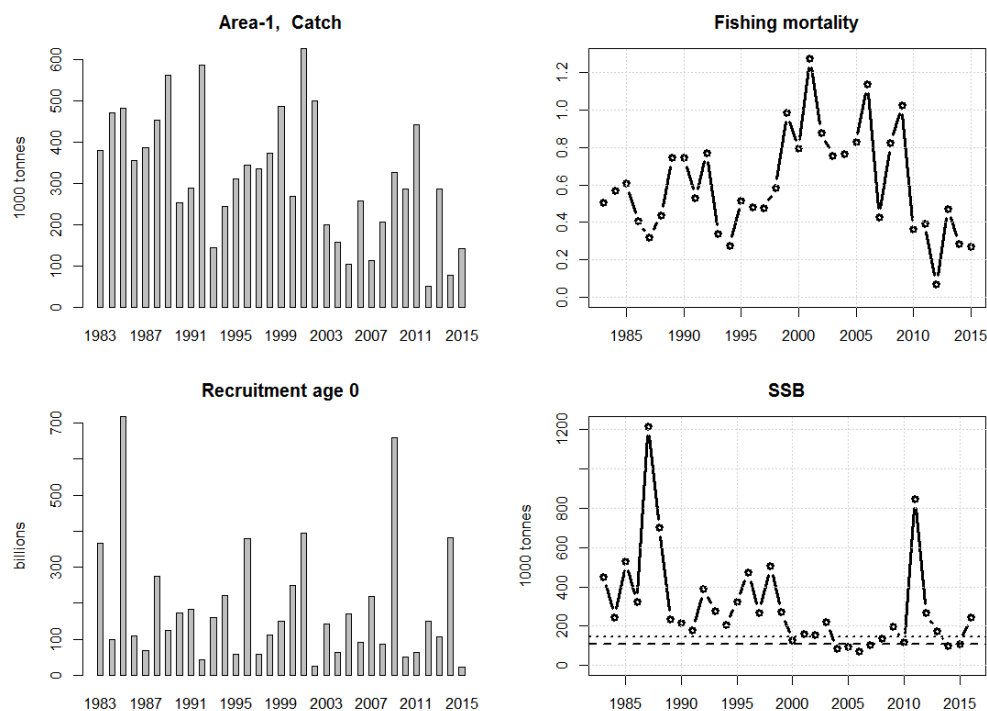 Area-1, Catch
1000 tonnes
0 100 200 300 400 500 600
1983 1987 1991 1995 1999 2003 2007 2011 2015
Fishing mortality
0.0 0.2 0.4 0.6 0.8 1.0 1.2
1985 1990 1995 2000 2005 2010 2015
Recruitment age 0
billions
0 100 300 500 700
1983 1987 1991 1995 1999 2003 2007 2011 2015
SSB
1000 tonnes
0 200 400 600 800 1200
1985 1990 1995 2000 2005 2010 2015